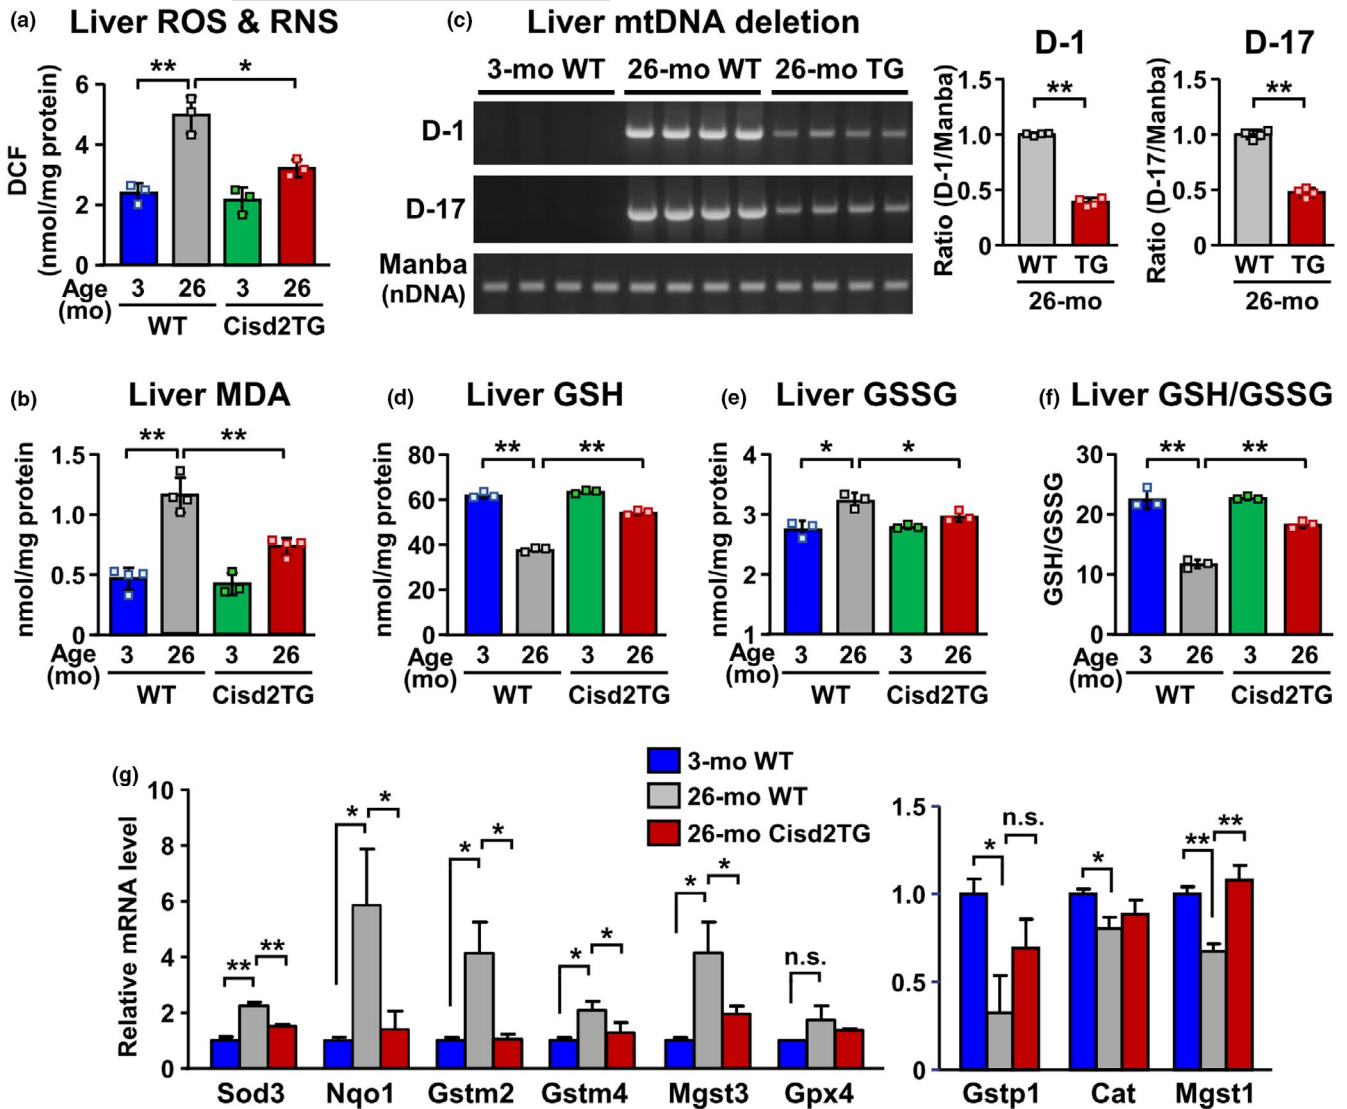 (a) Liver ROS & RNS
** *
DCF
(nmol/mg protein)
6
4
2
0
Age
(mo)
3 26 3 26
WT Cisd2TG
(c) Liver mtDNA deletion
3-mo WT 26-mo WT 26-mo TG
D-1
D-17
Manba
(nDNA)
D-1
Ratio (D-1/Manba)
1.5
1.0
0.5
0
**
WT TG
26-mo
D-17
Ratio (D-17/Manba)
1.5
1.0
0.5
0
**
WT TG
26-mo
(b) Liver MDA
nmol/mg protein
1.5
1.0
0.5
0
** **
Age
(mo)
3 26 3 26
WT Cisd2TG
(d) Liver GSH
nmol/mg protein
80
60
40
20
0
** **
Age
(mo)
3 26 3 26
WT Cisd2TG
(e) Liver GSSG
nmol/mg protein
4
3
2
1
* *
Age
(mo)
3 26 3 26
WT Cisd2TG
(f) Liver GSH/GSSG
GSH/GSSG
30
20
10
0
** **
Age
(mo)
3 26 3 26
WT Cisd2TG
(g)
3-mo WT
26-mo WT
26-mo Cisd2TG
Relative mRNA level
10
8
6
4
2
0
** **
* *
* *
* *
* *
n.s.
Sod3 Nqo1 Gstm2 Gstm4 Mgst3 Gpx4
1.5
1.0
0.5
0
* n.s.
*
** **
Gstp1 Cat Mgst1